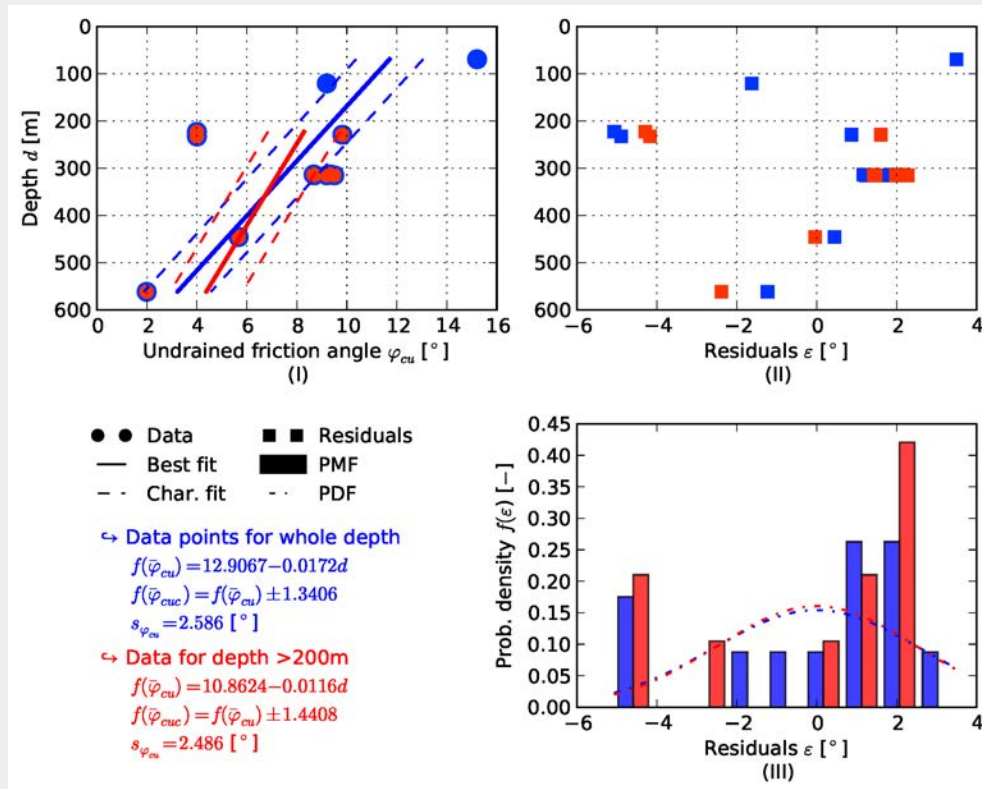 0
100
200
300
400
500
600
Depth d [m]
0 2 4 6 8 10 12 14 16
Undrained friction angle φcu [°]
(I)
0
100
200
300
400
500
600
−6 −4 −2 0 2 4
Residuals ε [°]
(II)
Data
Residuals
Best fit
PMF
Char. fit
PDF
↪ Data points for whole depth
f(φ̄cu)=12.9067−0.0172d
f(φ̄cuc)=f(φ̄cu)±1.3406
sφcu=2.586 [°]
↪ Data for depth >200m
f(φ̄cu)=10.8624−0.0116d
f(φ̄cuc)=f(φ̄cu)±1.4408
sφcu=2.486 [°]
0.45
0.40
0.35
0.30
0.25
0.20
0.15
0.10
0.05
0.00
Prob. density f(ε) [−]
−6 −4 −2 0 2 4
Residuals ε [°]
(III)